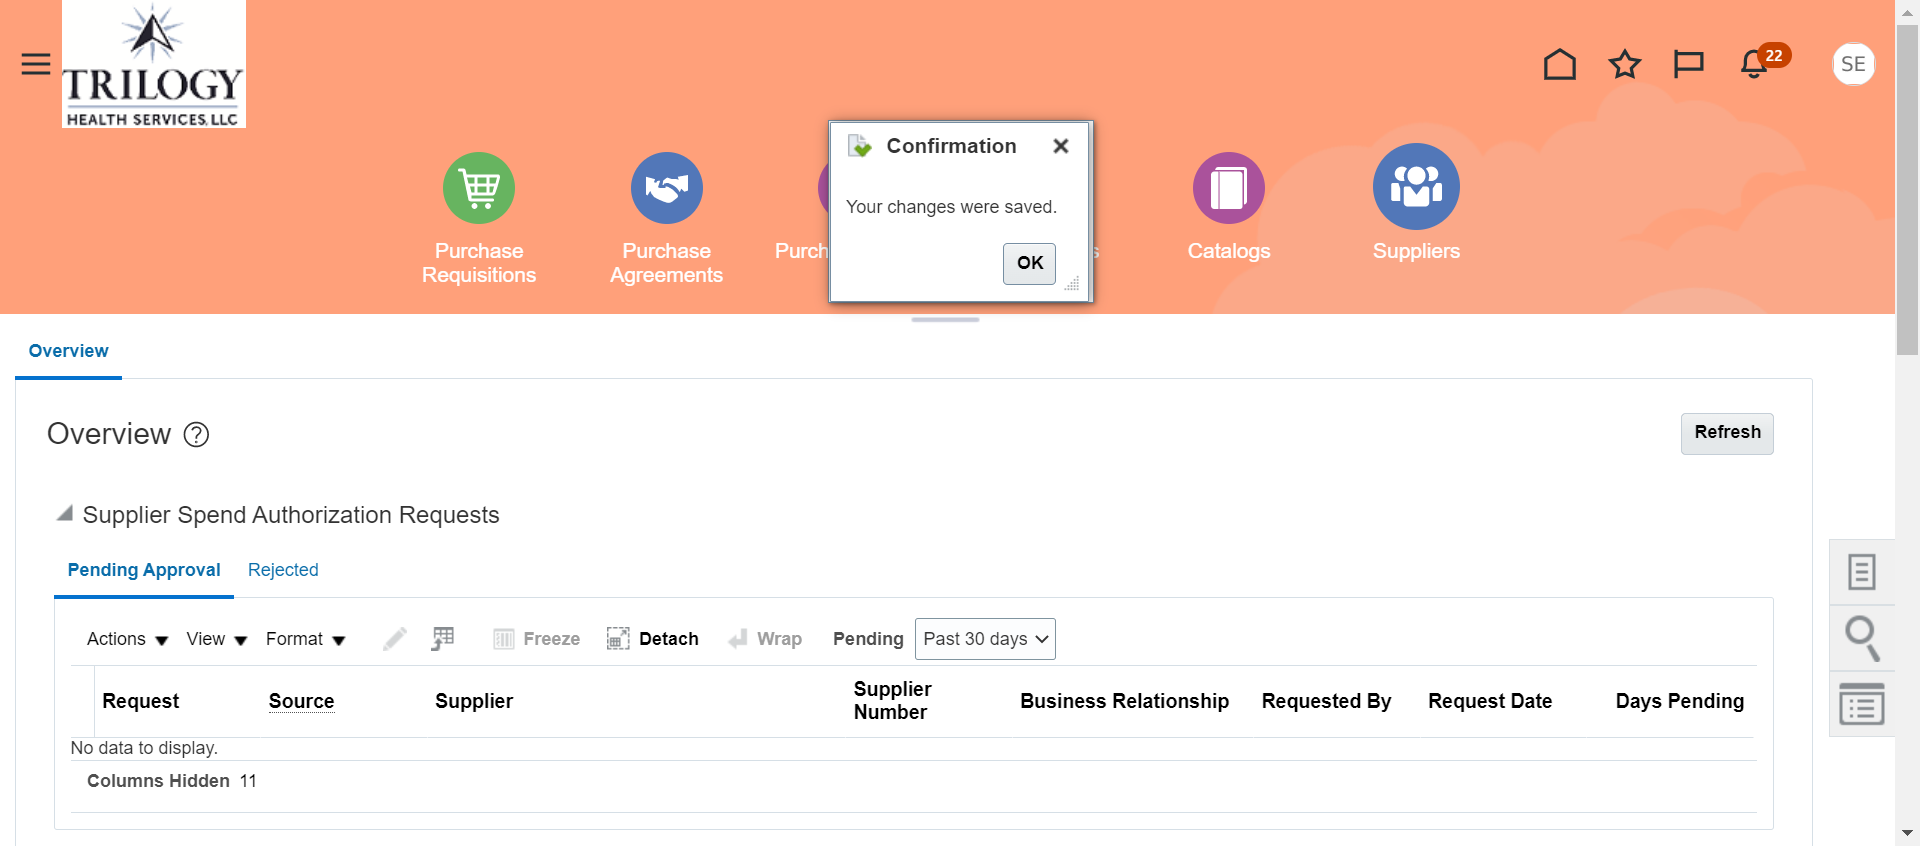 TRILOGY
HEALTH SERVICES, LLC
22
SE
Confirmation
Your changes were saved.
OK
Purchase
Requisitions
Purchase
Agreements
Catalogs
Suppliers
Overview
Overview ?
Refresh
Supplier Spend Authorization Requests
Pending Approval Rejected
Actions View Format Freeze Detach Wrap Pending Past 30 days
Request Source Supplier Supplier Number Business Relationship Requested By Request Date Days Pending
No data to display.
Columns Hidden 11